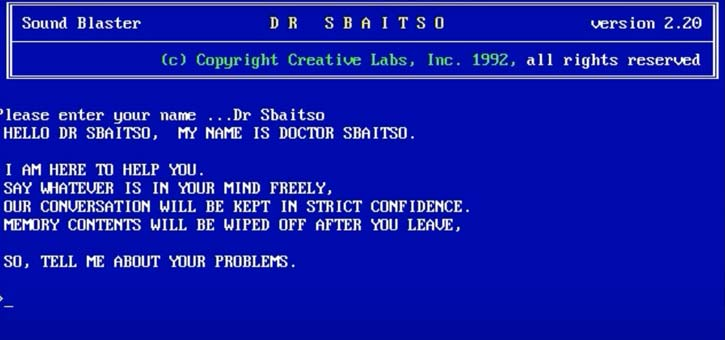 Sound Blaster D R S B A I T S O version 2.20
(c) Copyright Creative Labs, Inc. 1992, all rights reserved
Please enter your name ...Dr Sbaitso
HELLO DR SBAITSO, MY NAME IS DOCTOR SBAITSO.
I AM HERE TO HELP YOU.
SAY WHATEVER IS IN YOUR MIND FREELY,
OUR CONVERSATION WILL BE KEPT IN STRICT CONFIDENCE.
MEMORY CONTENTS WILL BE WIPED OFF AFTER YOU LEAVE,
SO, TELL ME ABOUT YOUR PROBLEMS.
>_